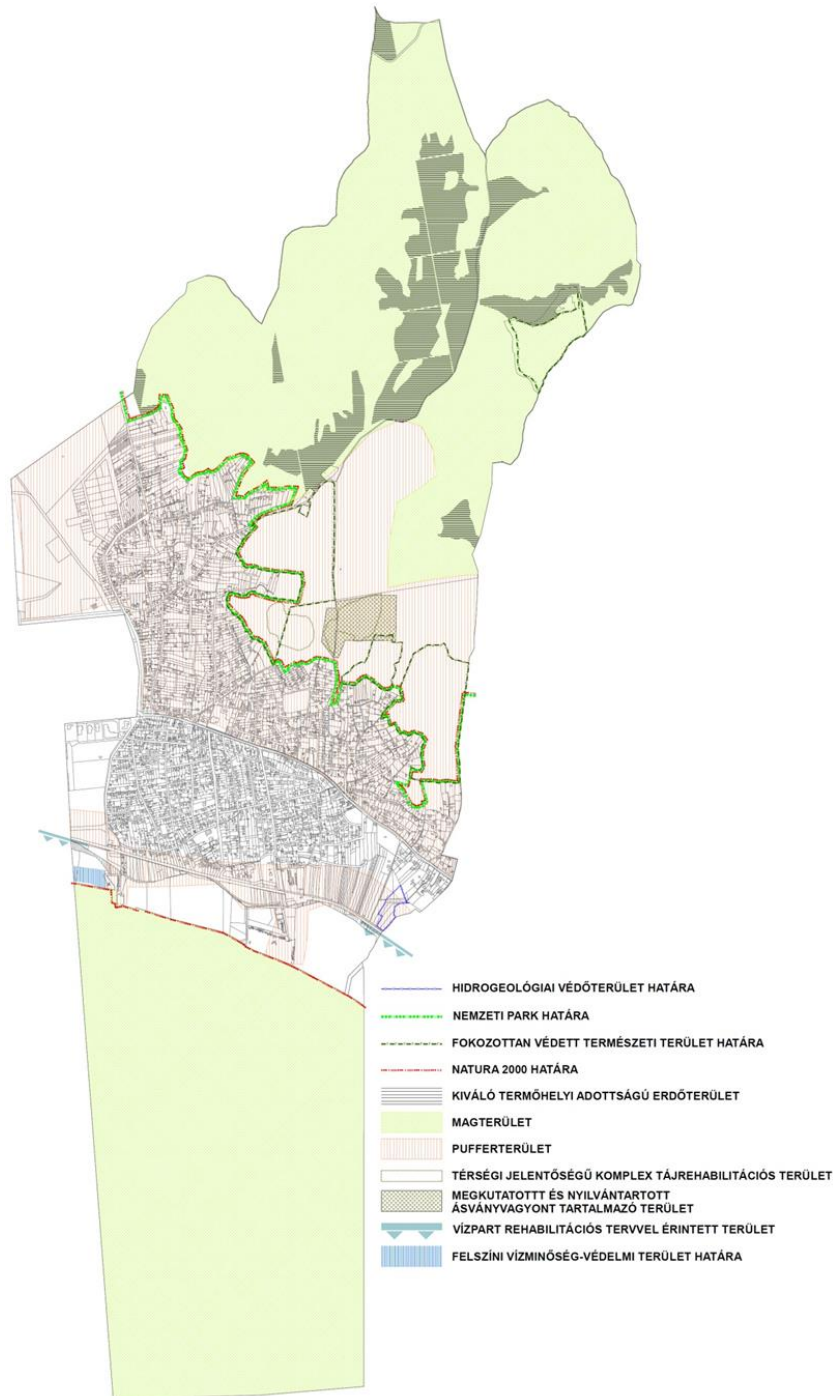 HIDROGEOLÓGIAI VÉDŐTERÜLET HATÁRA
NEMZETI PARK HATÁRA
FOKOZOTTAN VÉDETT TERMÉSZETI TERÜLET HATÁRA
NATURA 2000 HATÁRA
KIVÁLÓ TERMŐHELYI ADOTTSÁGÚ ERDŐTERÜLET
MAGTERÜLET
PUFFERTERÜLET
TÉRSÉGI JELENTŐSÉGŰ KOMPLEX TÁJREHABILITÁCIÓS TERÜLET
MEGKUTATOTTT ÉS NYILVÁNTARTOTT
ÁSVÁNYVAGYONT TARTALMAZÓ TERÜLET
VÍZPART REHABILITÁCIÓS TERVVEL ÉRINTETT TERÜLET
FELSZÍNI VÍZMINŐSÉG-VÉDELMI TERÜLET HATÁRA